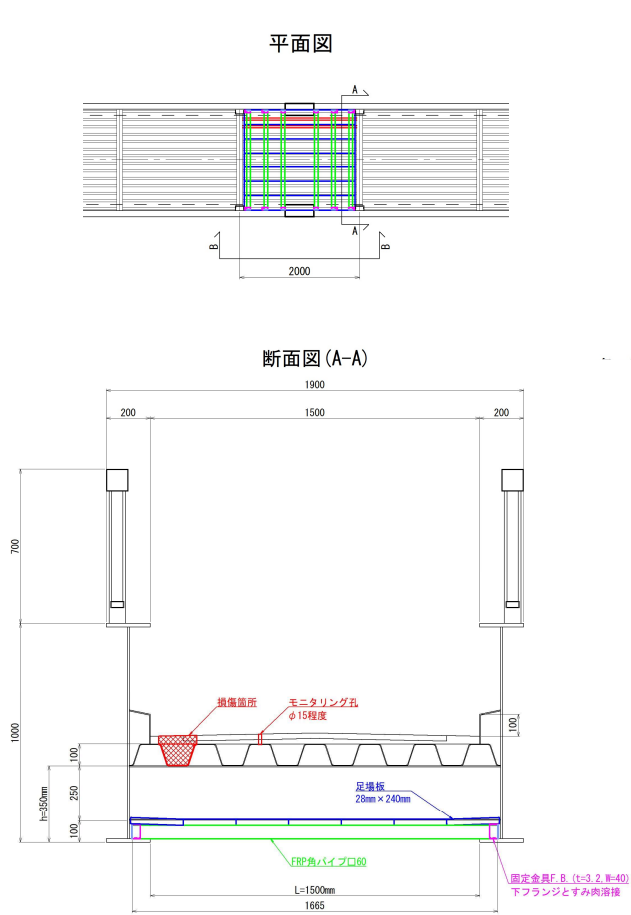 平面図
A
A
B
B
2000
断面図(A-A)
1900
200
1500
200
700
1000
損傷箇所
モニタリング孔
φ15程度
100
100
h=350mm
250
100
足場板
28mm×240mm
FRP角パイプ口60
固定金具F.B.(t=3.2,W=40)
下フランジとすみ肉溶接
L=1500mm
1665